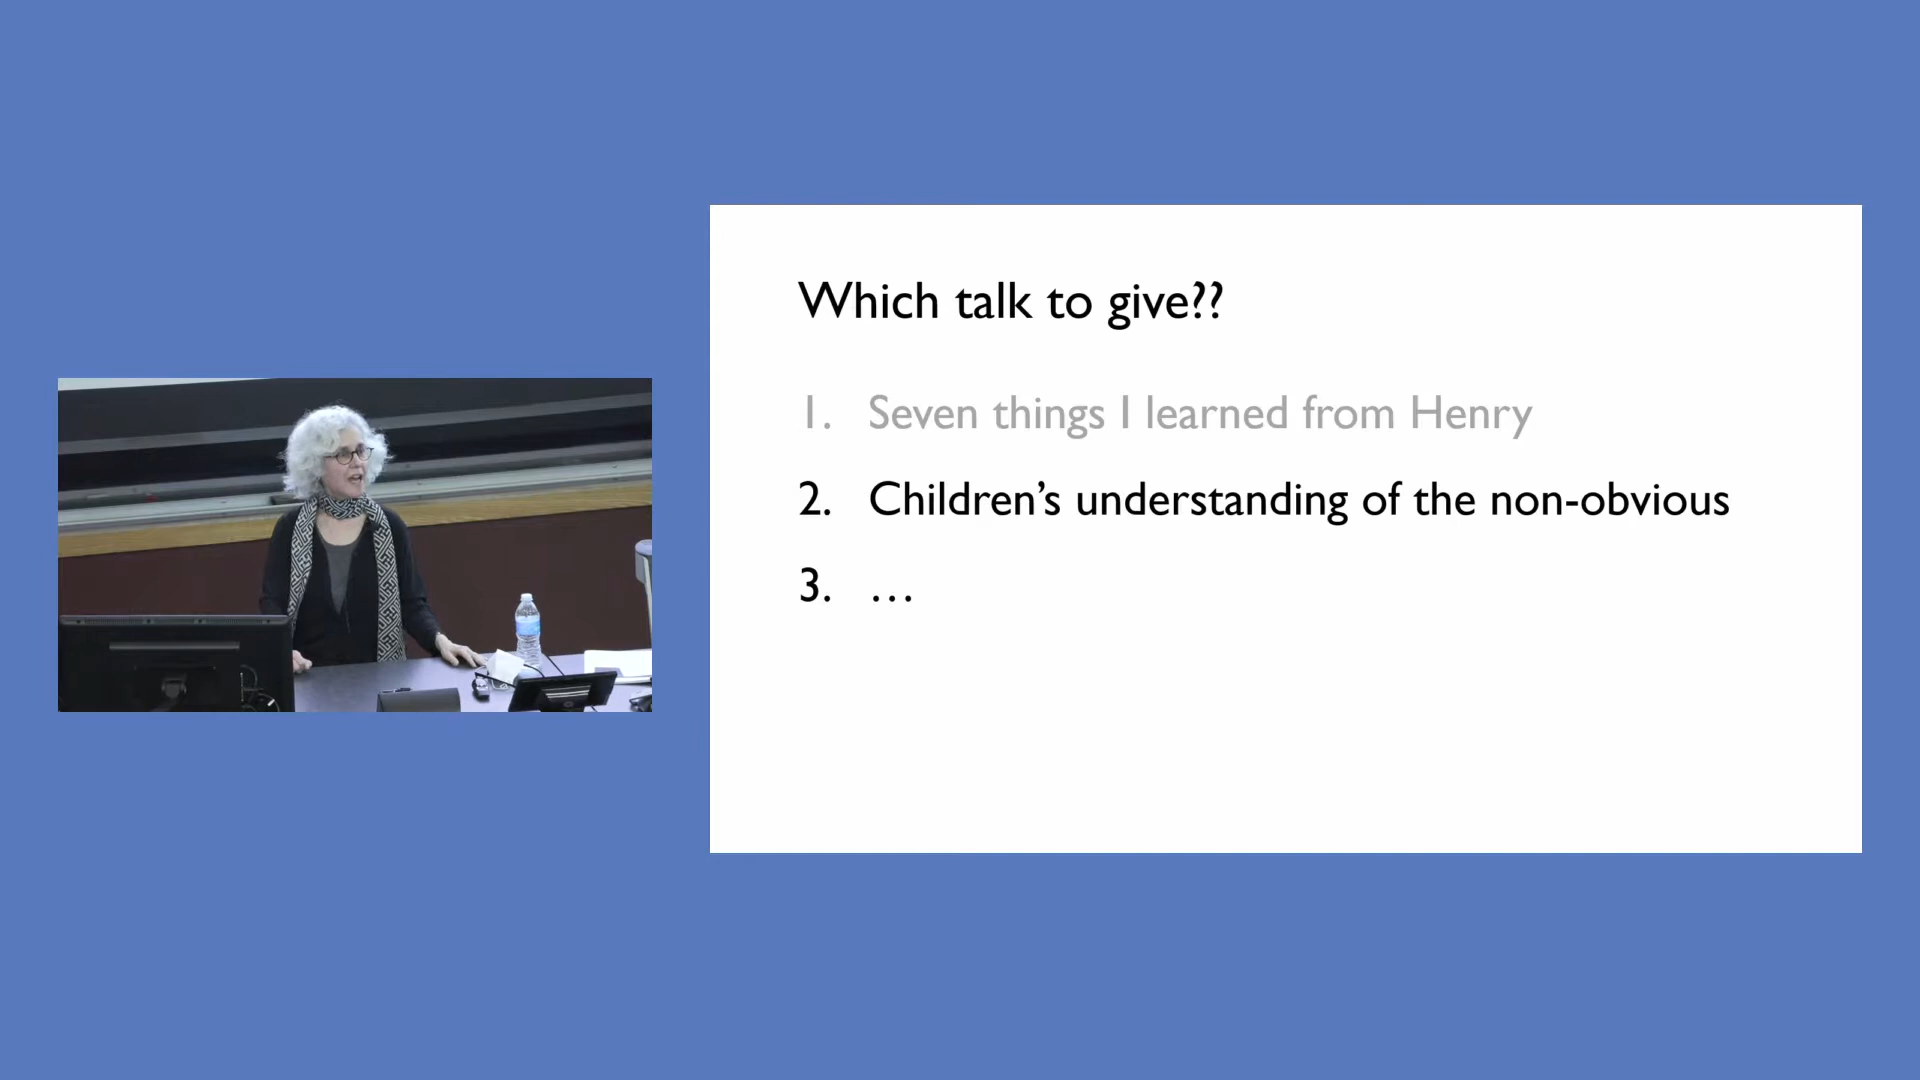 Which talk to give??
1. Seven things I learned from Henry
2. Children’s understanding of the non-obvious
3. …